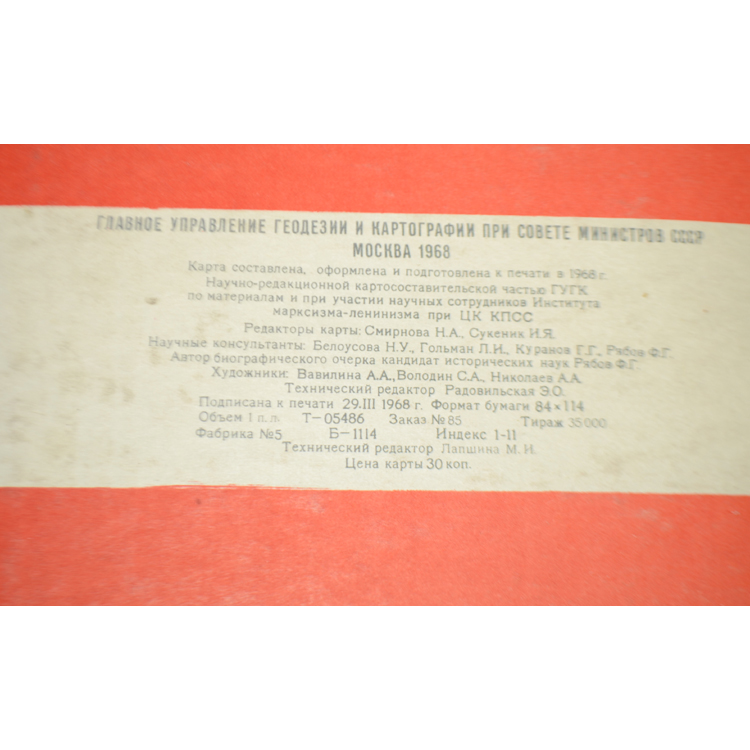 ГЛАВНОЕ УПРАВЛЕНИЕ ГЕОДЕЗИИ И КАРТОГРАФИИ ПРИ СОВЕТЕ МИНИСТРОВ СССР
МОСКВА 1968
Карта составлена, оформлена и подготовлена к печати в 1968 г.
Научно-редакционной картосоставительской частью ГУГК
по материалам и при участии научных сотрудников Института
марксизма-ленинизма при ЦК КПСС
Редакторы карты: Смирнова Н.А., Сукеник И.Я.
Научные консультанты: Белоусова Н.У., Гольман Л.И., Куранов Г.Г., Рябов Ф.Г.
Автор биографического очерка кандидат исторических наук Рябов Ф.Г.
Художники: Вавилина А.А., Володин С.А., Николаев А.А.
Технический редактор Радовильская Э.О.
Подписана к печати 29.III 1968 г. Формат бумаги 84×114
Объем 1 п.л. Т-05486 Заказ №85 Тираж 35000
Фабрика №5 Б-1114 Индекс 1-11
Технический редактор Лапшина М.И.
Цена карты 30 коп.